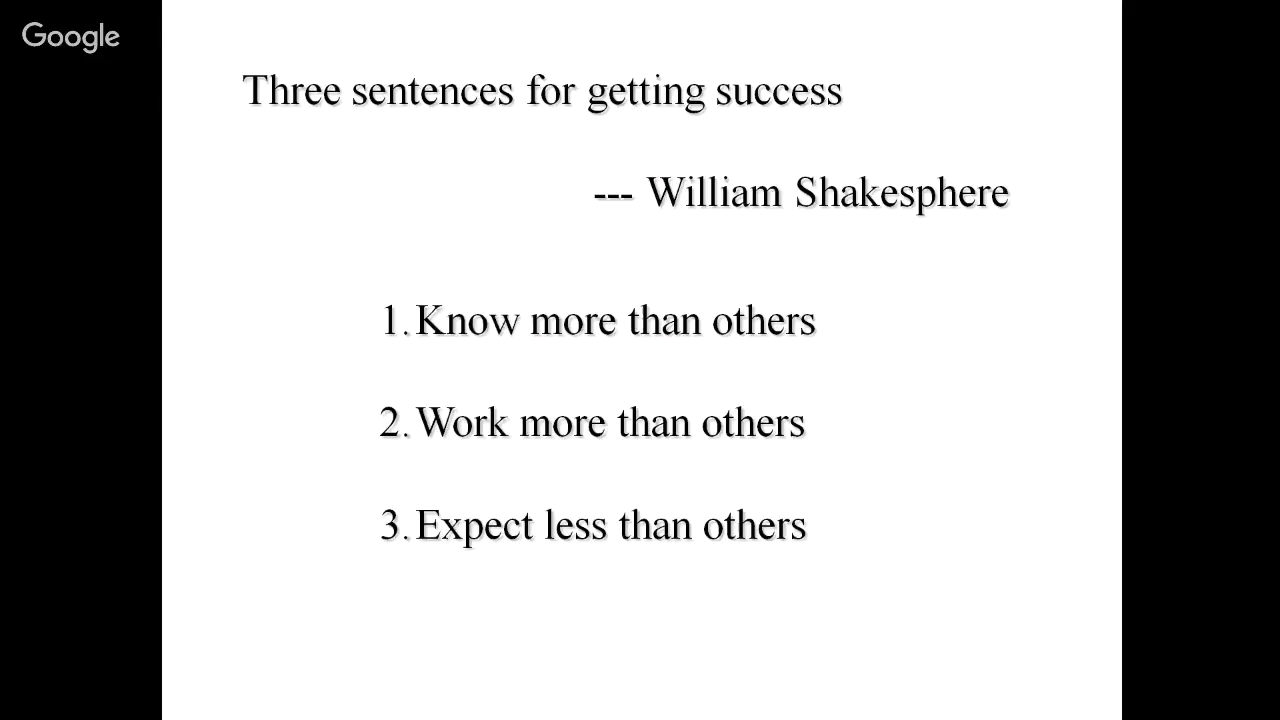 Google
Three sentences for getting success
--- William Shakesphere
1. Know more than others
2. Work more than others
3. Expect less than others